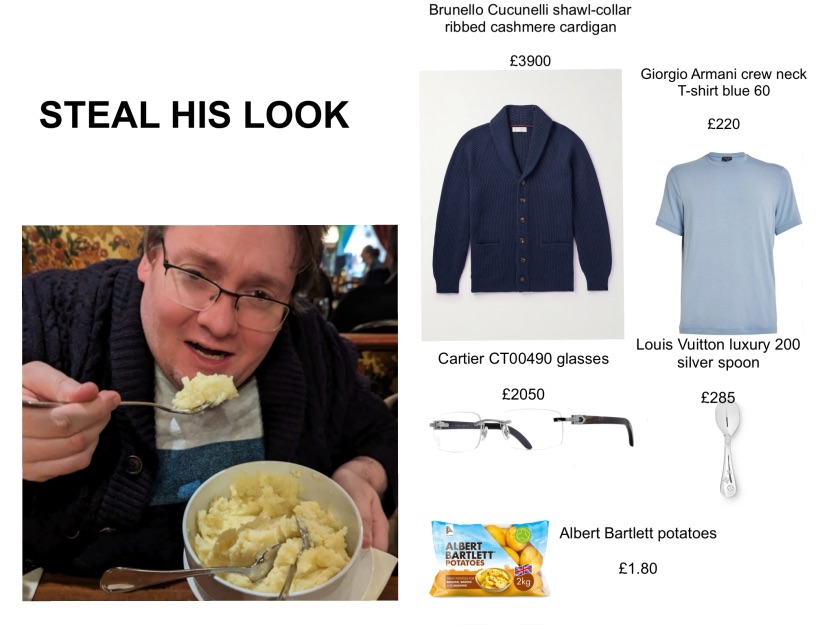 STEAL HIS LOOK
Brunello Cucunelli shawl-collar
ribbed cashmere cardigan
£3900
Giorgio Armani crew neck
T-shirt blue 60
£220
Cartier CT00490 glasses
£2050
Louis Vuitton luxury 200
silver spoon
£285
ALBERT
BARTLETT
POTATOES
2kg
Albert Bartlett potatoes
£1.80